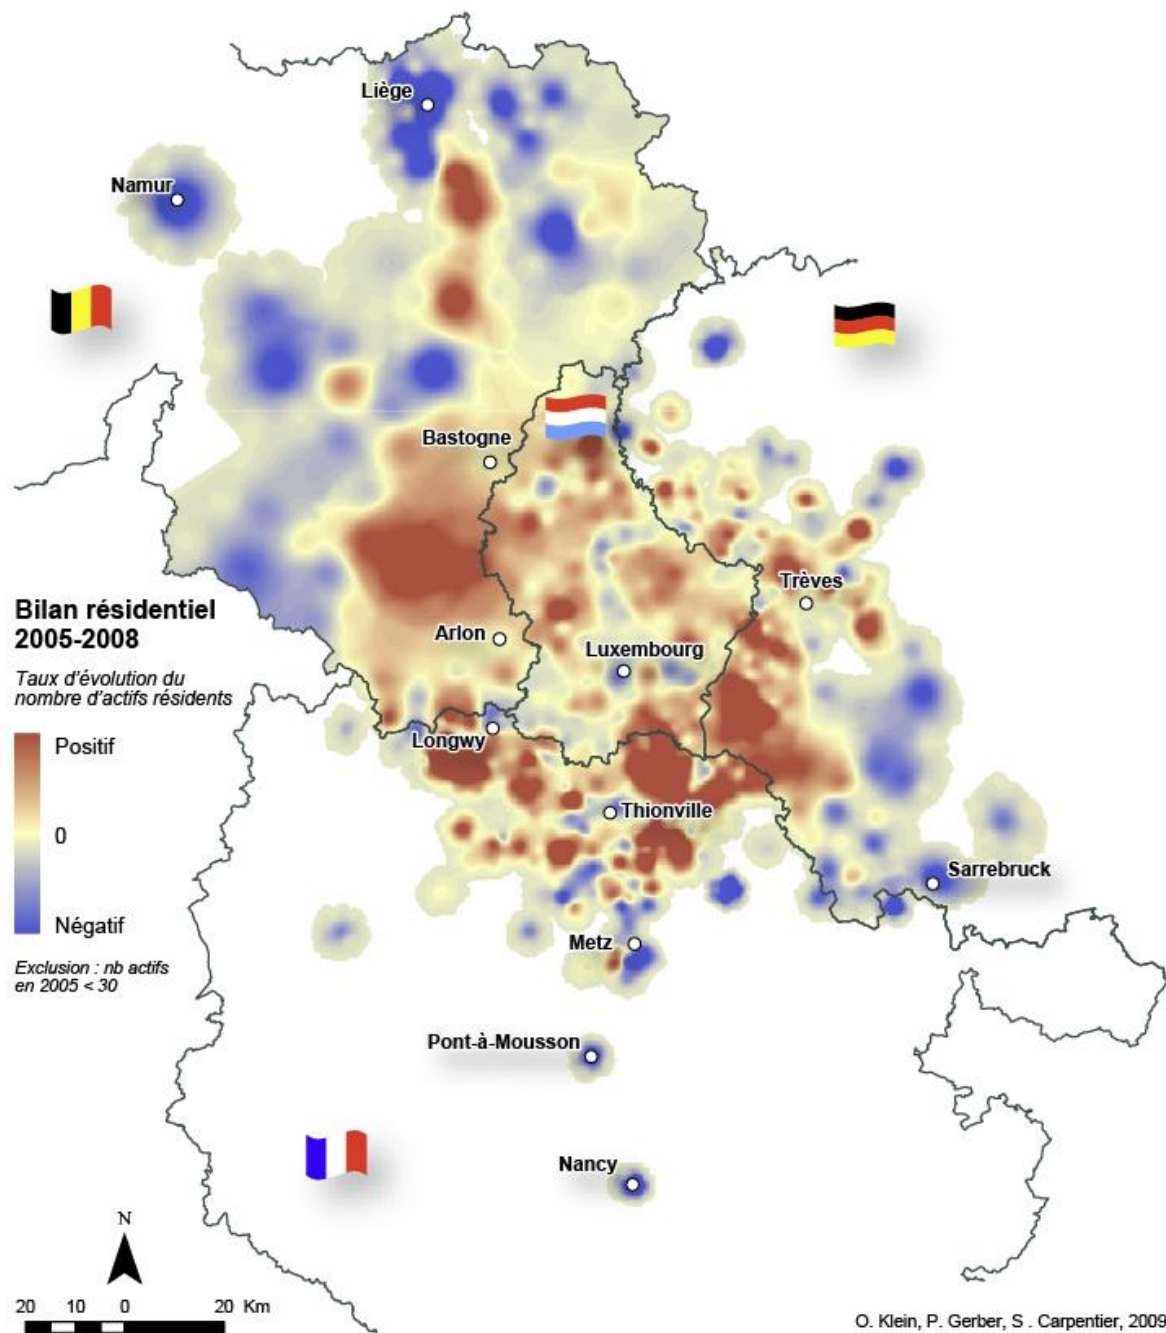 Liège
Namur
Bastogne
Trèves
Bilan résidentiel
2005-2008
Arlon
Luxembourg
Taux d'évolution du
nombre d'actifs résidents
Positif
Longwy
Thionville
0
Sarrebruck
Négatif
Metz
Exclusion : nb actifs
en 2005 < 30
Pont-à-Mousson
Nancy
N
20 10 0 20 Km
O. Klein, P. Gerber, S . Carpentier, 2009